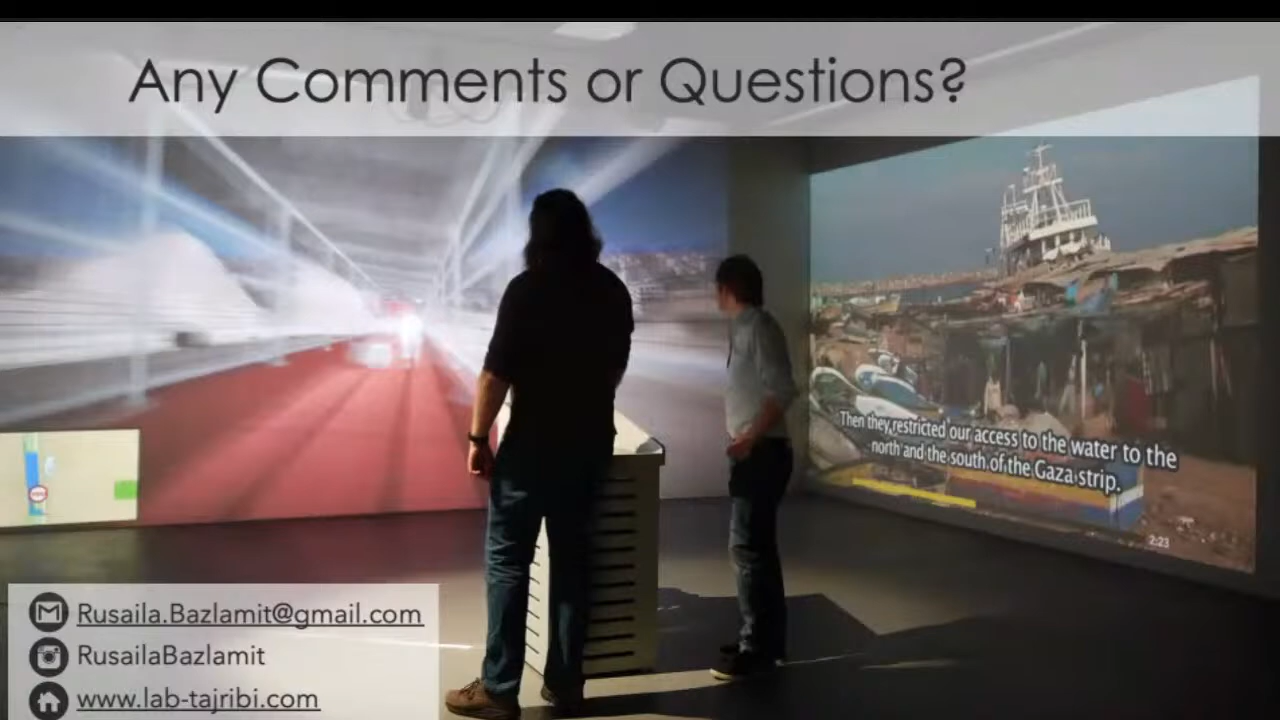 Any Comments or Questions?
Then they restricted our access to the water to the
north and the south of the Gaza strip.
2:23
Rusaila.Bazlamit@gmail.com
RusailaBazlamit
www.lab-tajribi.com